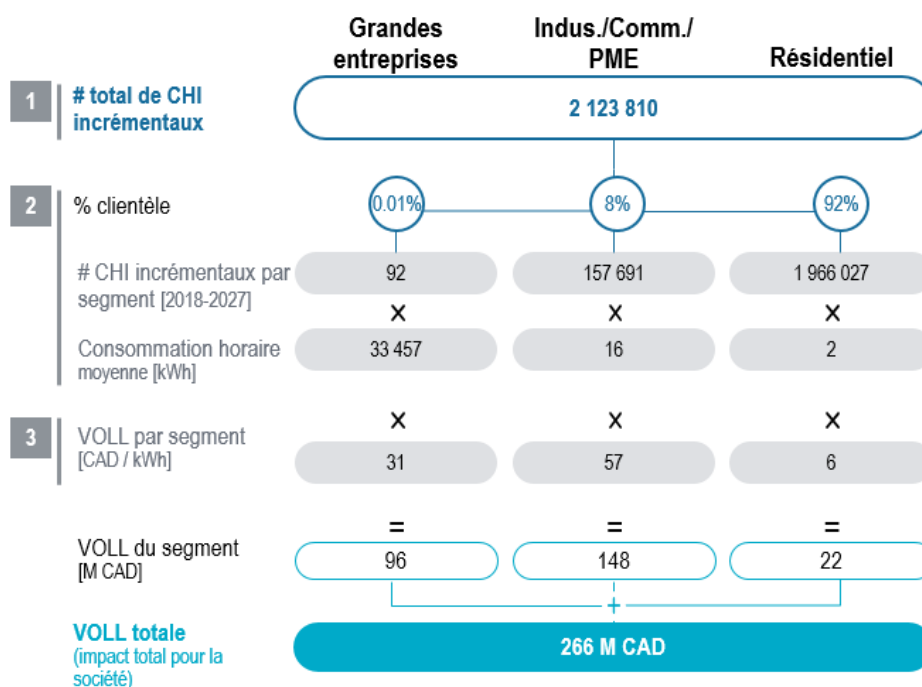 Grandes entreprises
Indus./Comm./ PME
Résidentiel
1
# total de CHI
incrémentaux
2 123 810
2
% clientèle
0.01%
8%
92%
# CHI incrémentaux par
segment [2018-2027]
92
157 691
1 966 027
×
×
×
Consommation horaire
moyenne [kWh]
33 457
16
2
×
×
×
3
VOLL par segment
[CAD / kWh]
31
57
6
=
=
=
VOLL du segment
[M CAD]
96
148
22
+
VOLL totale
(impact total pour la
société)
266 M CAD